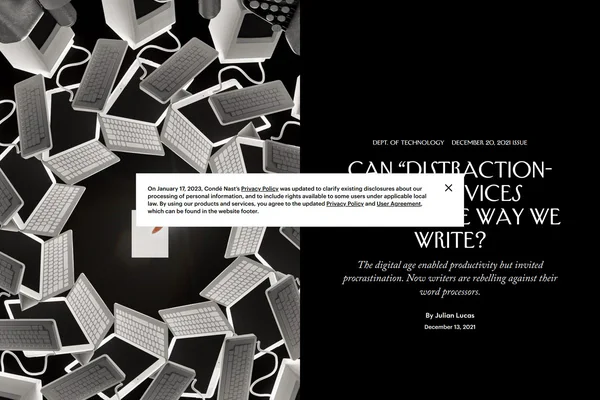 DEPT. OF TECHNOLOGY DECEMBER 20, 2021 ISSUE
CAN “DISTRACTION-
VICES
E WAY WE
WRITE?
The digital age enabled productivity but invited
procrastination. Now writers are rebelling against their
word processors.
By Julian Lucas
December 13, 2021
On January 17, 2023, Condé Nast's Privacy Policy was updated to clarify existing disclosures about our
processing of personal information, and to include rights available to some users under applicable local
law. By using our products and services, you agree to the updated Privacy Policy and User Agreement,
which can be found in the website footer.